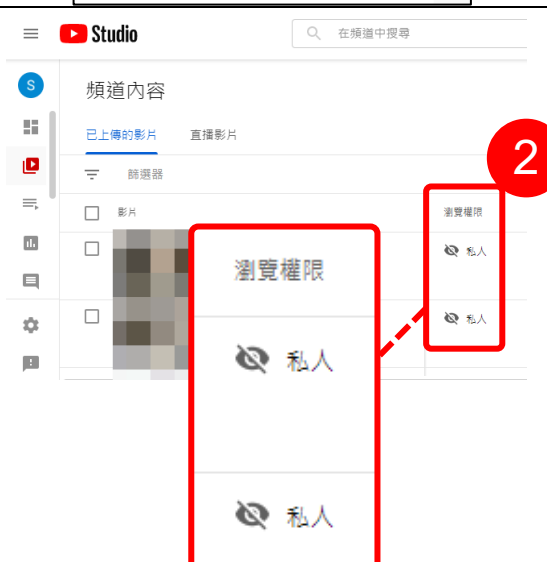 Studio
在頻道中搜尋
S
頻道內容
已上傳的影片
直播影片
2
篩選器
影片
瀏覽權限
私人
私人
瀏覽權限
私人
私人